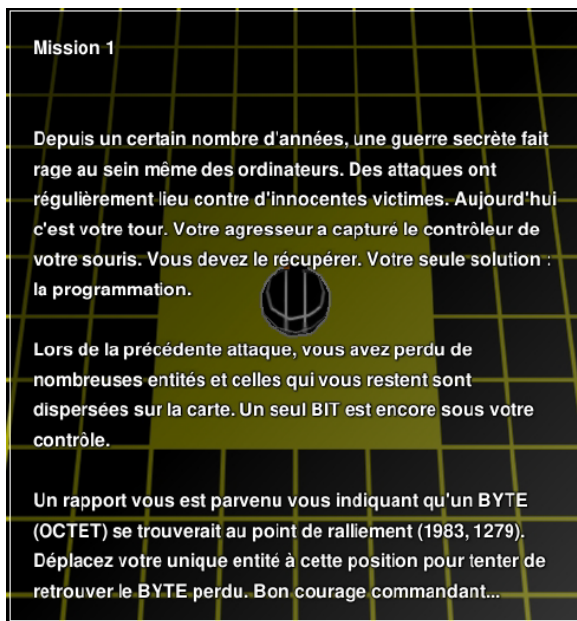 Mission 1
Depuis un certain nombre d'années, une guerre secrète fait
rage au sein même des ordinateurs. Des attaques ont
régulièrement lieu contre d'innocentes victimes. Aujourd'hui
c'est votre tour. Votre agresseur a capturé le contrôleur de
votre souris. Vous devez le récupérer. Votre seule solution :
la programmation.
Lors de la précédente attaque, vous avez perdu de
nombreuses entités et celles qui vous restent sont
dispersées sur la carte. Un seul BIT est encore sous votre
contrôle.
Un rapport vous est parvenu vous indiquant qu'un BYTE
(OCTET) se trouverait au point de ralliement (1983, 1279).
Déplacez votre unique entité à cette position pour tenter de
retrouver le BYTE perdu. Bon courage commandant...